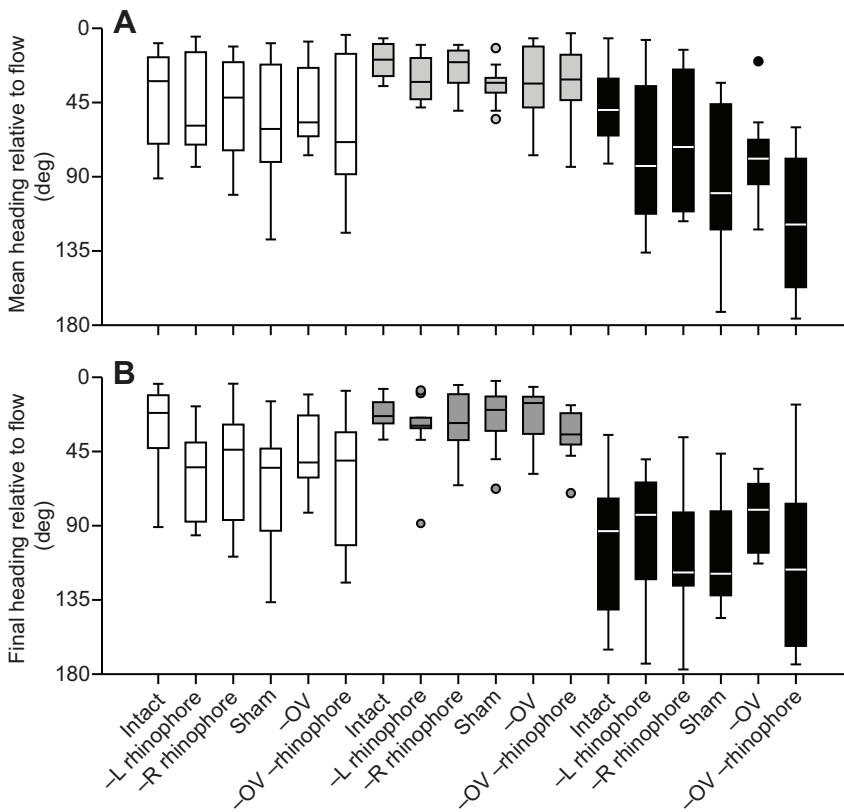 A
0
45
90
135
180
Mean heading relative to flow
(deg)
B
0
45
90
135
180
Final heading relative to flow
(deg)
Intact
–L rhinophore
–R rhinophore
Sham
–OV
–OV –rhinophore
Intact
–L rhinophore
–R rhinophore
Sham
–OV
–OV –rhinophore
Intact
–L rhinophore
–R rhinophore
Sham
–OV
–OV –rhinophore